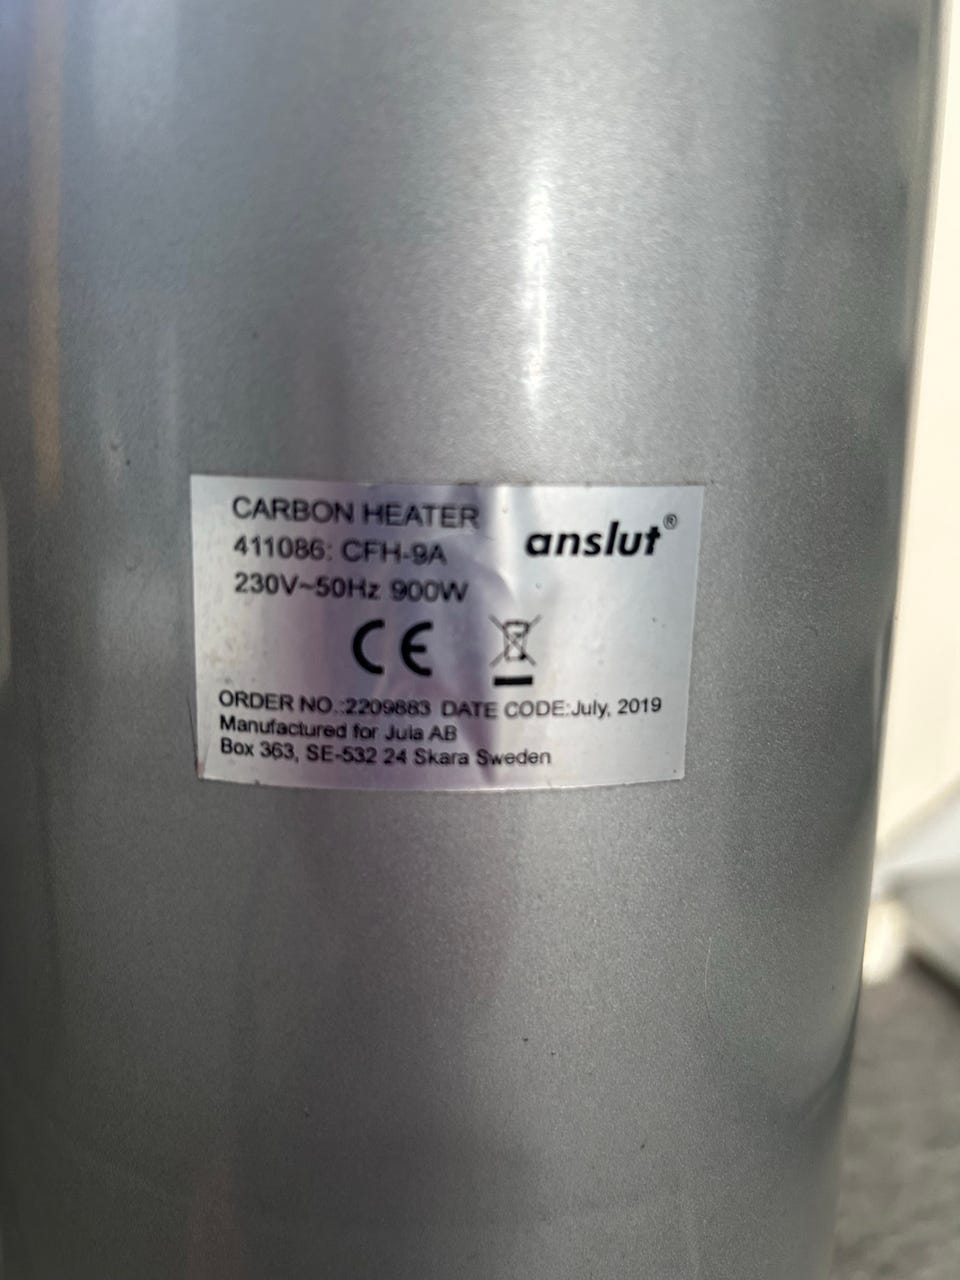 CARBON HEATER
anslut®
411086: CFH-9A
230V~50Hz 900W
CE
ORDER NO.:2209883 DATE CODE:July, 2019
Manufactured for Jula AB
Box 363, SE-532 24 Skara Sweden